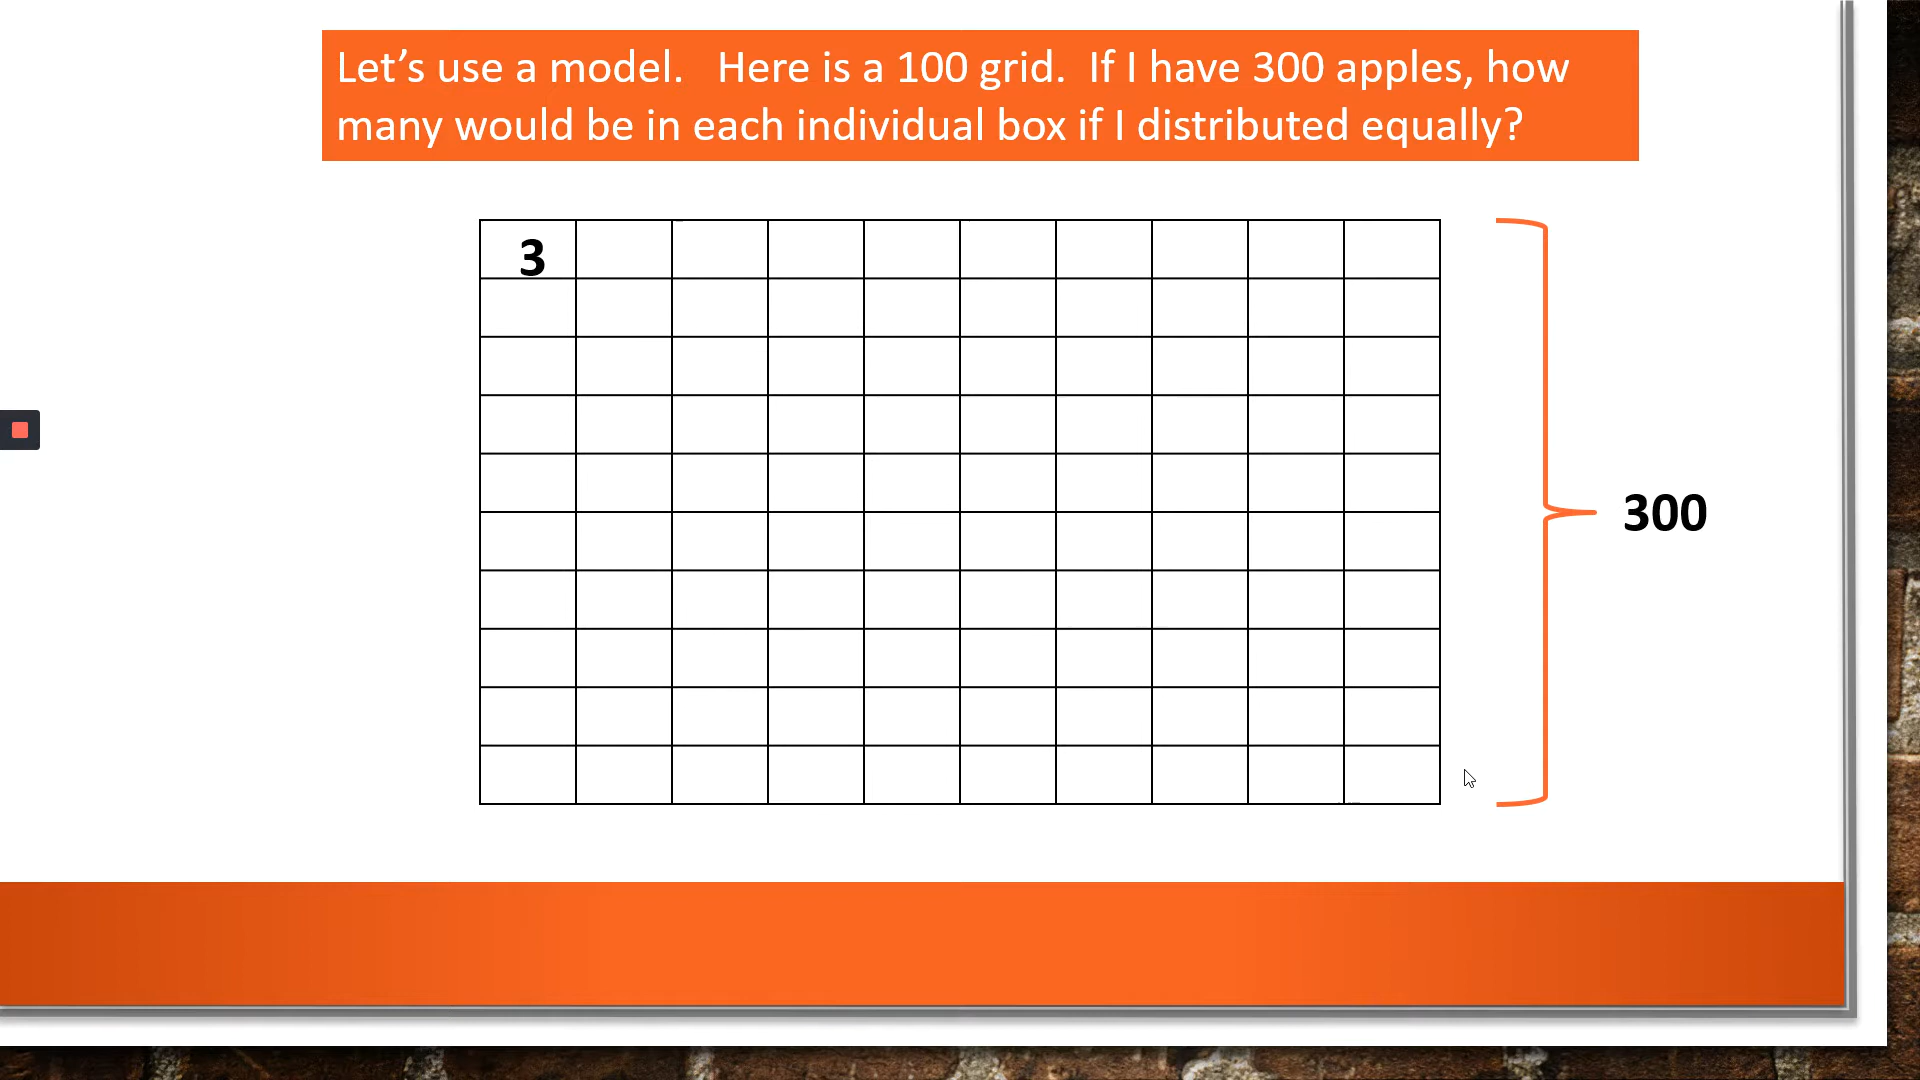 Let’s use a model.   Here is a 100 grid.  If I have 300 apples, how
many would be in each individual box if I distributed equally?
3
300